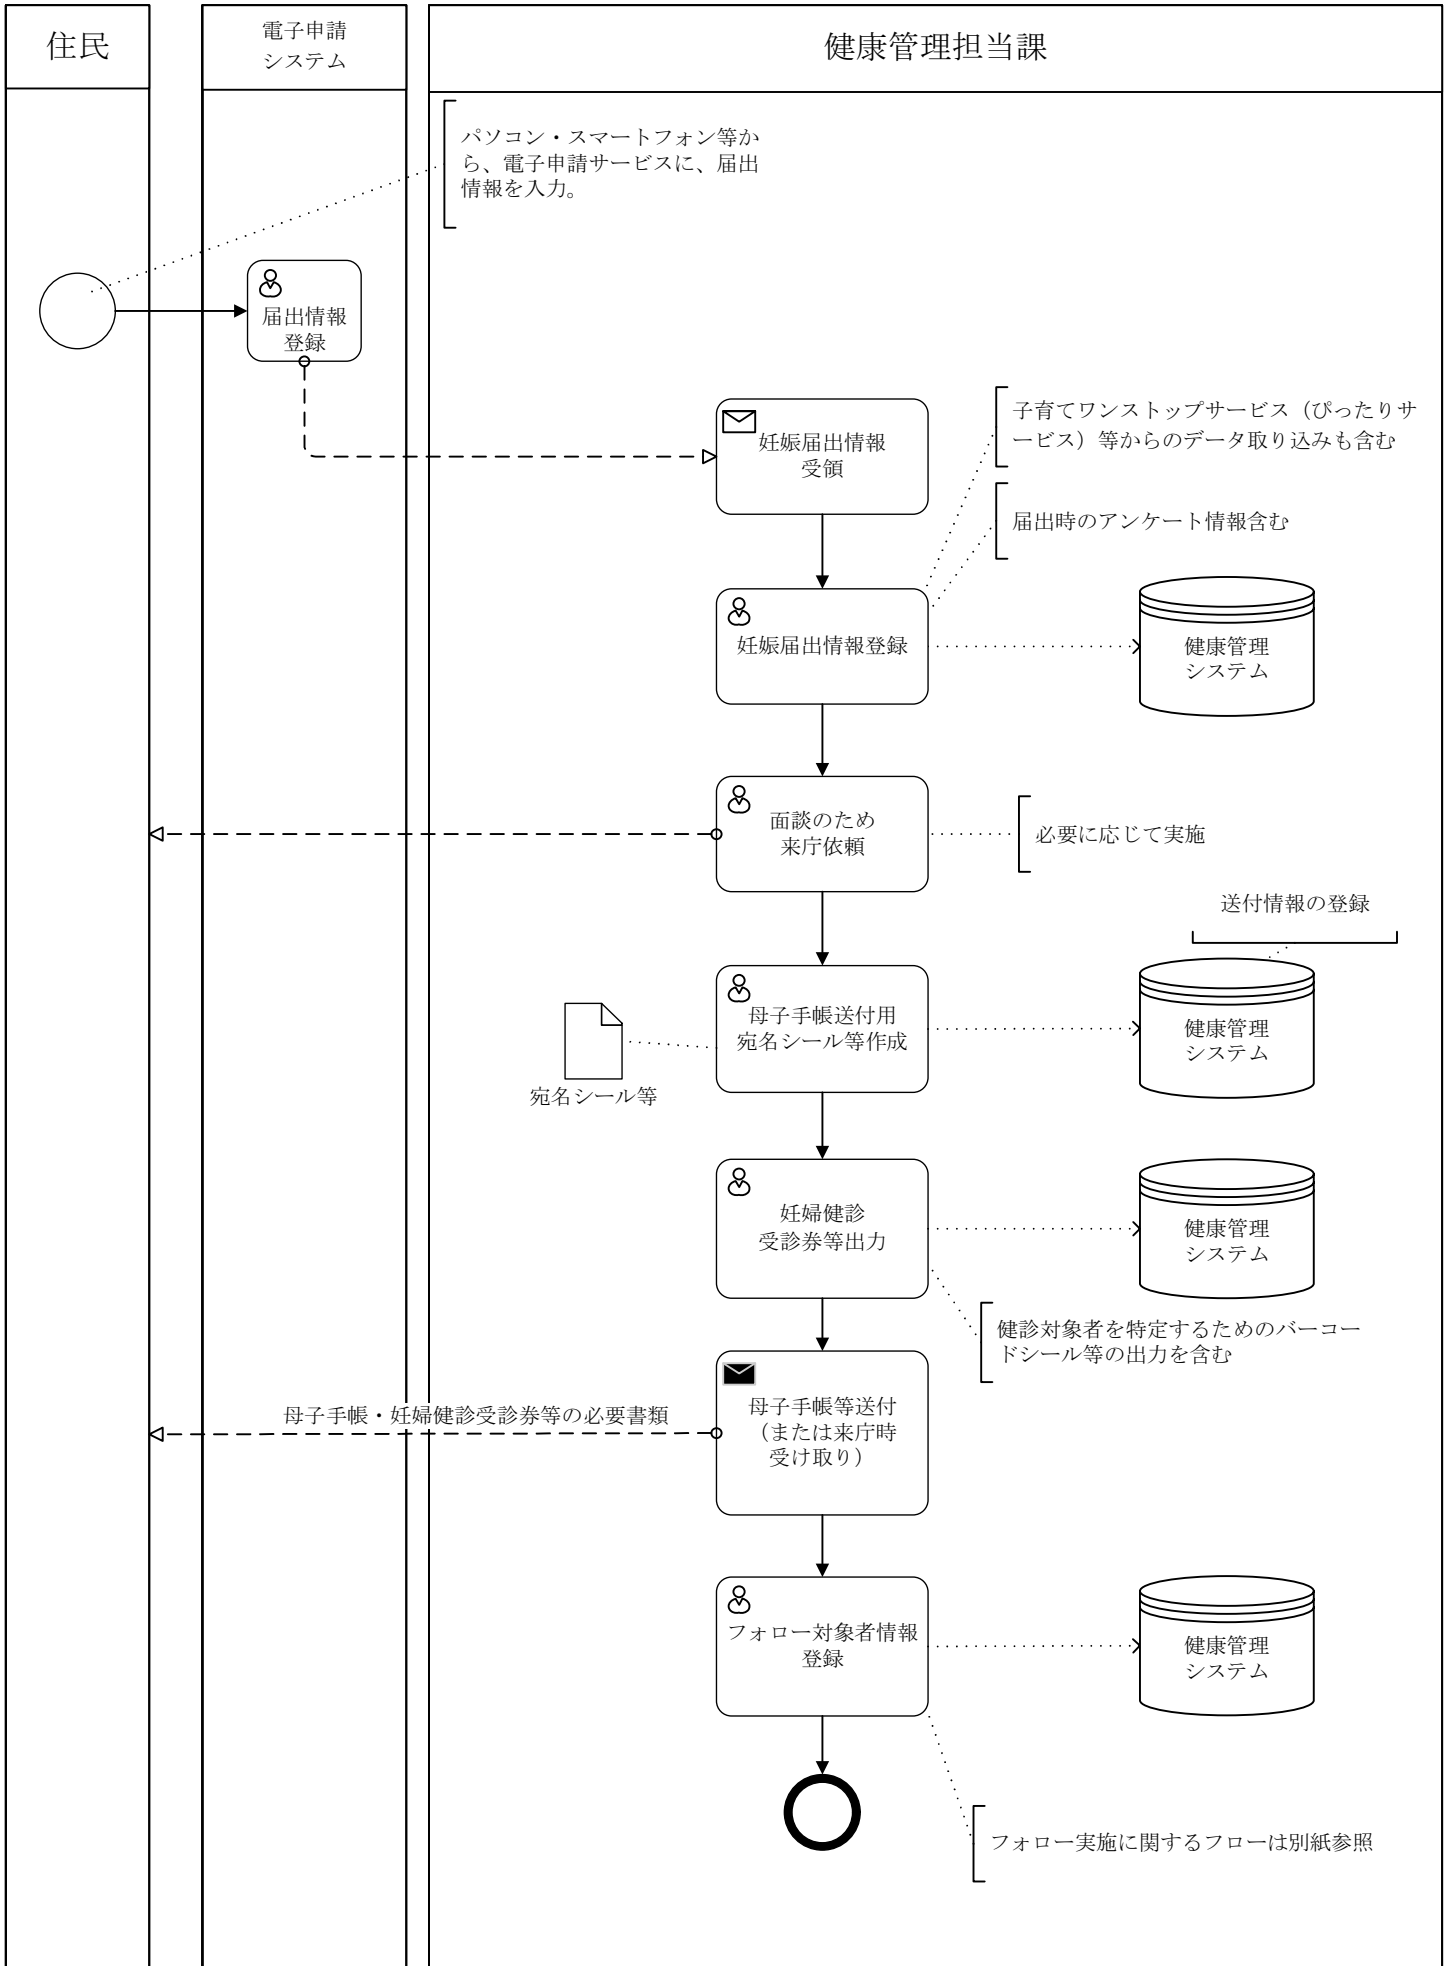 住民
電子申請
システム
健康管理担当課
パソコン・スマートフォン等か
ら、電子申請サービスに、届出
情報を入力。
届出情報
登録
妊娠届出情報
受領
子育てワンストップサービス（ぴったりサ
ービス）等からのデータ取り込みも含む
届出時のアンケート情報含む
妊娠届出情報登録
健康管理
システム
面談のため
来庁依頼
必要に応じて実施
送付情報の登録
母子手帳送付用
宛名シール等作成
健康管理
システム
宛名シール等
妊婦健診
受診券等出力
健康管理
システム
健診対象者を特定するためのバーコー
ドシール等の出力を含む
母子手帳・妊婦健診受診券等の必要書類
母子手帳等送付
（または来庁時
受け取り）
フォロー対象者情報
登録
健康管理
システム
フォロー実施に関するフローは別紙参照